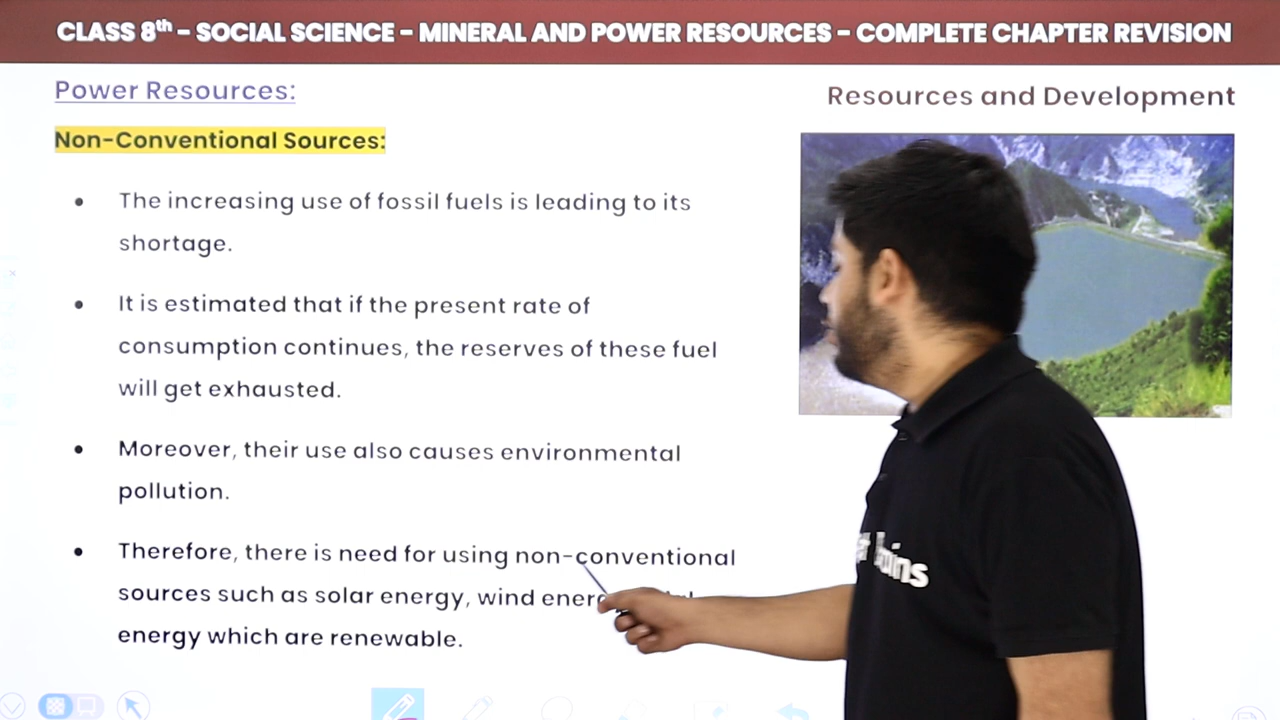 CLASS 8th – SOCIAL SCIENCE – MINERAL AND POWER RESOURCES – COMPLETE CHAPTER REVISION
Power Resources:
Resources and Development
Non-Conventional Sources:
• The increasing use of fossil fuels is leading to its
shortage.
• It is estimated that if the present rate of
consumption continues, the reserves of these fuel
will get exhausted.
• Moreover, their use also causes environmental
pollution.
• Therefore, there is need for using non-conventional
sources such as solar energy, wind
energy which are renewable.